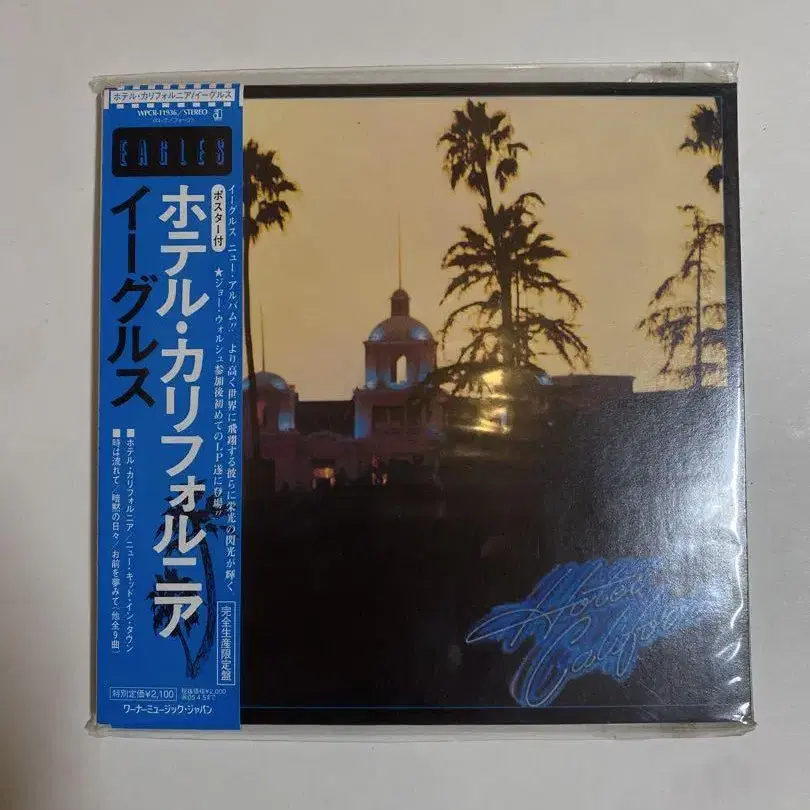 ホテル・カリフォルニア/イーグルス
WPCR-11936/STEREO
EAGLES
ホテル・カリフォルニア
イーグルス
ポスター付
イーグルス ニュー・アルバム!! より高く世界に飛翔する彼らに栄光の閃光が輝く
★ジョー・ウォルシュ参加後初めてのLP遂に登場!!
■ホテル・カリフォルニア/ニュー・キッド・イン・タウン
■時は流れて/暗黙の日々/お前を夢みて(他全9曲)
完全生産限定盤
特別定価¥2,100
税抜価格¥2,000
ワーナーミュージック・ジャパン
Hotel
California